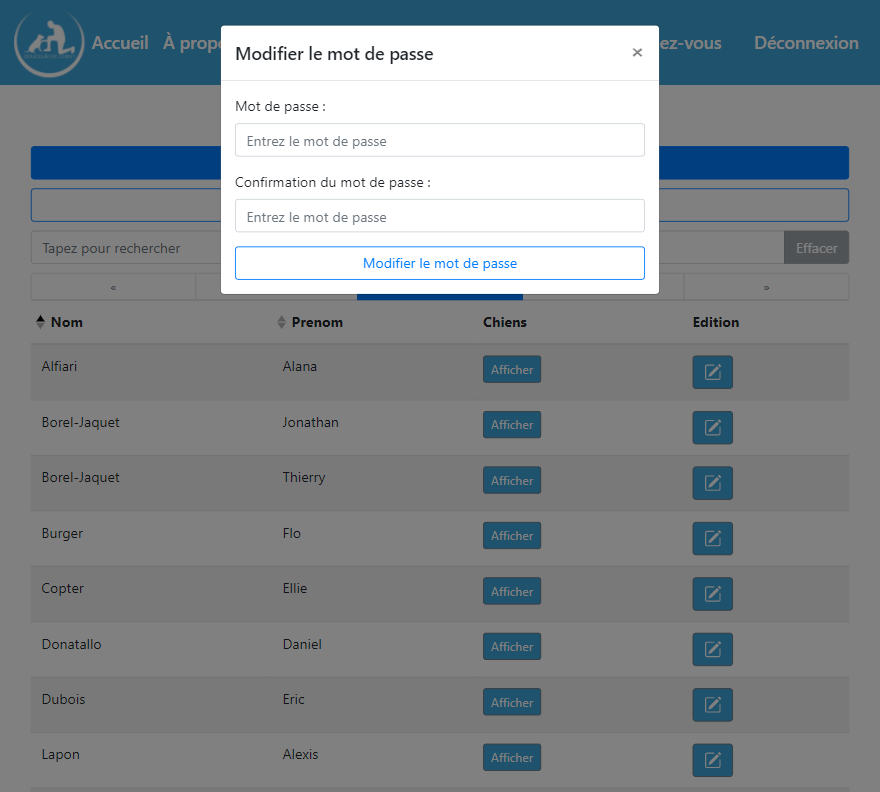 Accueil À propo ez-vous Déconnexion
Modifier le mot de passe ×
Mot de passe :
Entrez le mot de passe
Confirmation du mot de passe :
Entrez le mot de passe
Modifier le mot de passe
Tapez pour rechercher Effacer
« »
Nom Prenom Chiens Edition
Alfiari Alana Afficher
Borel-Jaquet Jonathan Afficher
Borel-Jaquet Thierry Afficher
Burger Flo Afficher
Copter Ellie Afficher
Donatallo Daniel Afficher
Dubois Eric Afficher
Lapon Alexis Afficher